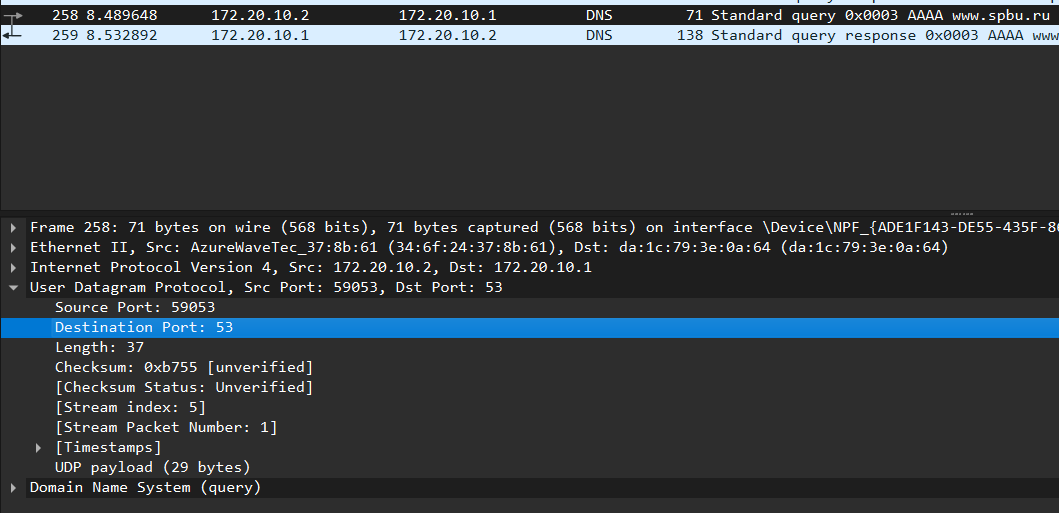 258 8.489648 172.20.10.2 172.20.10.1 DNS 71 Standard query 0x0003 AAAA www.spbu.ru
259 8.532892 172.20.10.1 172.20.10.2 DNS 138 Standard query response 0x0003 AAAA www
Frame 258: 71 bytes on wire (568 bits), 71 bytes captured (568 bits) on interface \Device\NPF_{ADE1F143-DE55-435F-8
Ethernet II, Src: AzureWaveTec_37:8b:61 (34:6f:24:37:8b:61), Dst: da:1c:79:3e:0a:64 (da:1c:79:3e:0a:64)
Internet Protocol Version 4, Src: 172.20.10.2, Dst: 172.20.10.1
User Datagram Protocol, Src Port: 59053, Dst Port: 53
Source Port: 59053
Destination Port: 53
Length: 37
Checksum: 0xb755 [unverified]
[Checksum Status: Unverified]
[Stream index: 5]
[Stream Packet Number: 1]
[Timestamps]
UDP payload (29 bytes)
Domain Name System (query)